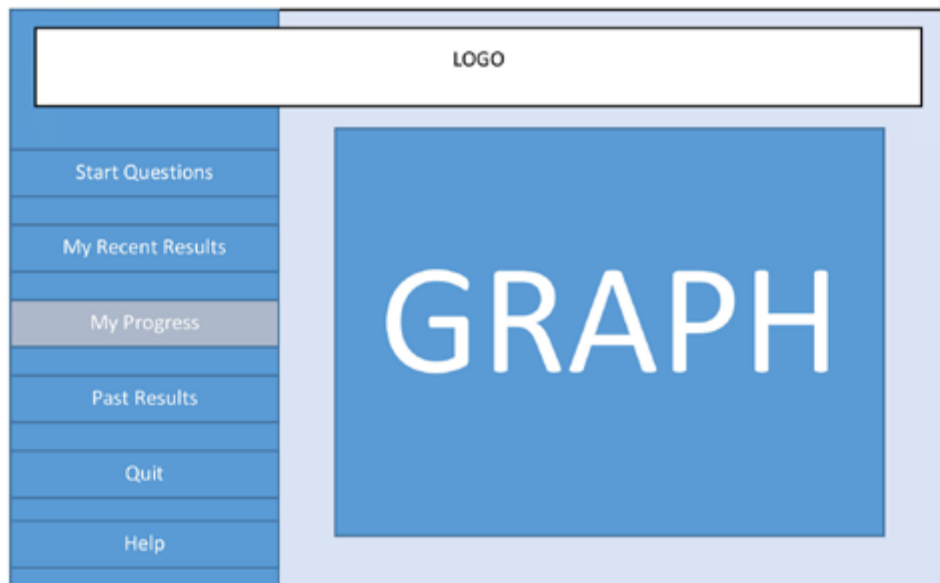 LOGO
Start Questions
My Recent Results
My Progress
Past Results
Quit
Help
GRAPH